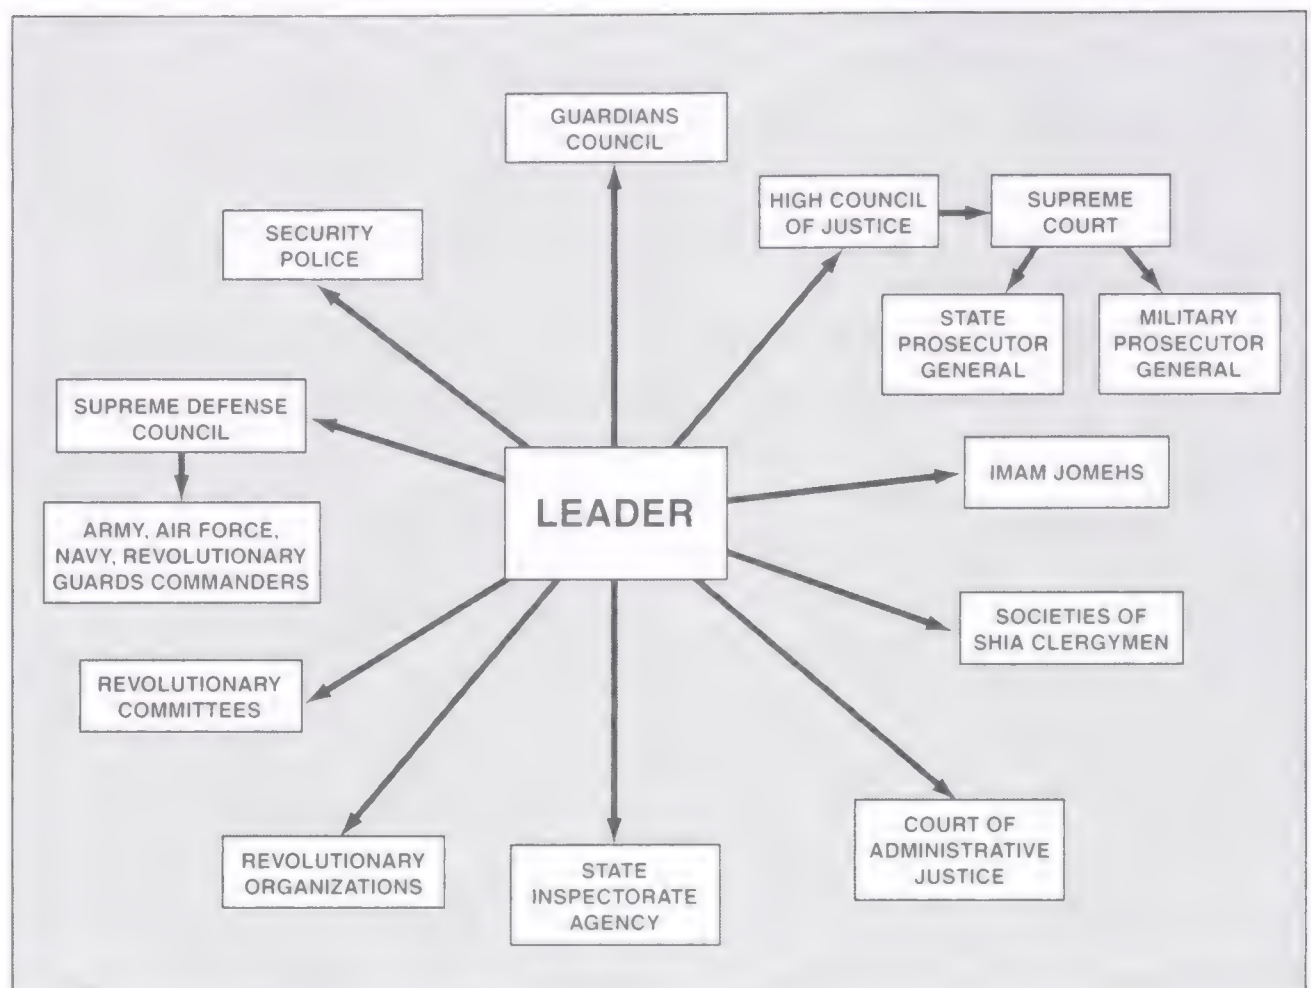 GUARDIANS
COUNCIL
HIGH COUNCIL
OF JUSTICE
SUPREME
COURT
SECURITY
POLICE
STATE
PROSECUTOR
GENERAL
MILITARY
PROSECUTOR
GENERAL
SUPREME DEFENSE
COUNCIL
LEADER
IMAM JOMEHS
ARMY, AIR FORCE,
NAVY, REVOLUTIONARY
GUARDS COMMANDERS
SOCIETIES OF
SHIA CLERGYMEN
REVOLUTIONARY
COMMITTEES
REVOLUTIONARY
ORGANIZATIONS
STATE
INSPECTORATE
AGENCY
COURT OF
ADMINISTRATIVE
JUSTICE